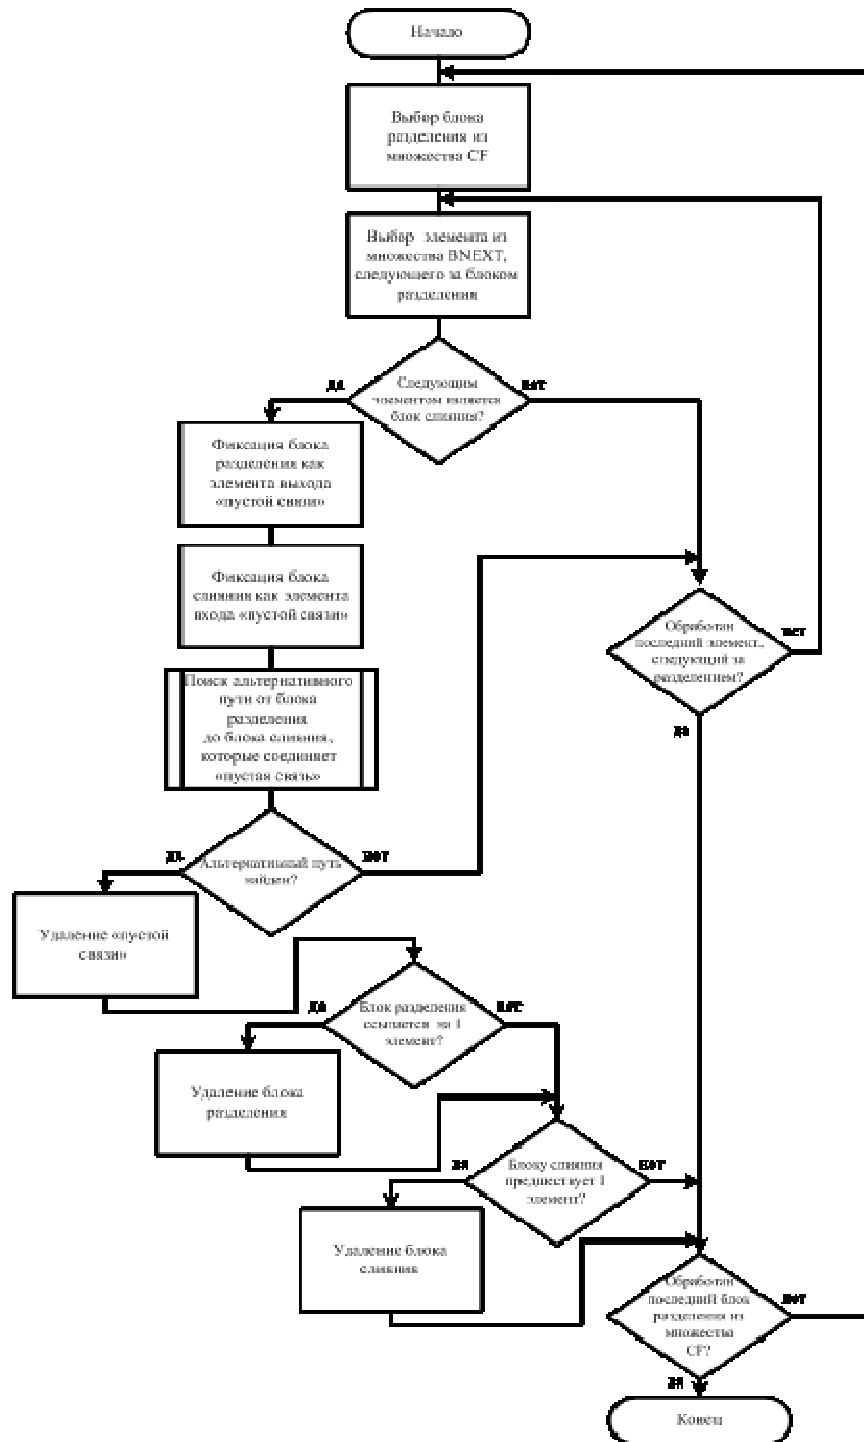 Начало
Выбор блока
разделения из
множества CF
Выбор элемента из
множества BNEXT,
следующего за блоком
разделения
Следующим
элементом является
блок слияния?
да
нет
Фиксация блока
разделения как
элемента выхода
«пустой связи»
Фиксация блока
слияния как элемента
входа «пустой связи»
Поиск альтернативного
пути от блока
разделения
до блока слияния,
которые соединяет
«пустая связь»
Обработан
последний элемент,
следующий за
разделением?
нет
да
Альтернативный путь
найден?
да
нет
Удаление «пустой
связи»
Блок разделения
ссылается на 1
элемент?
да
нет
Удаление блока
разделения
Блоку слияния
предшествует 1
элемент?
да
нет
Удаление блока
слияния
Обработан
последний блок
разделения из
множества
CF?
нет
да
Конец